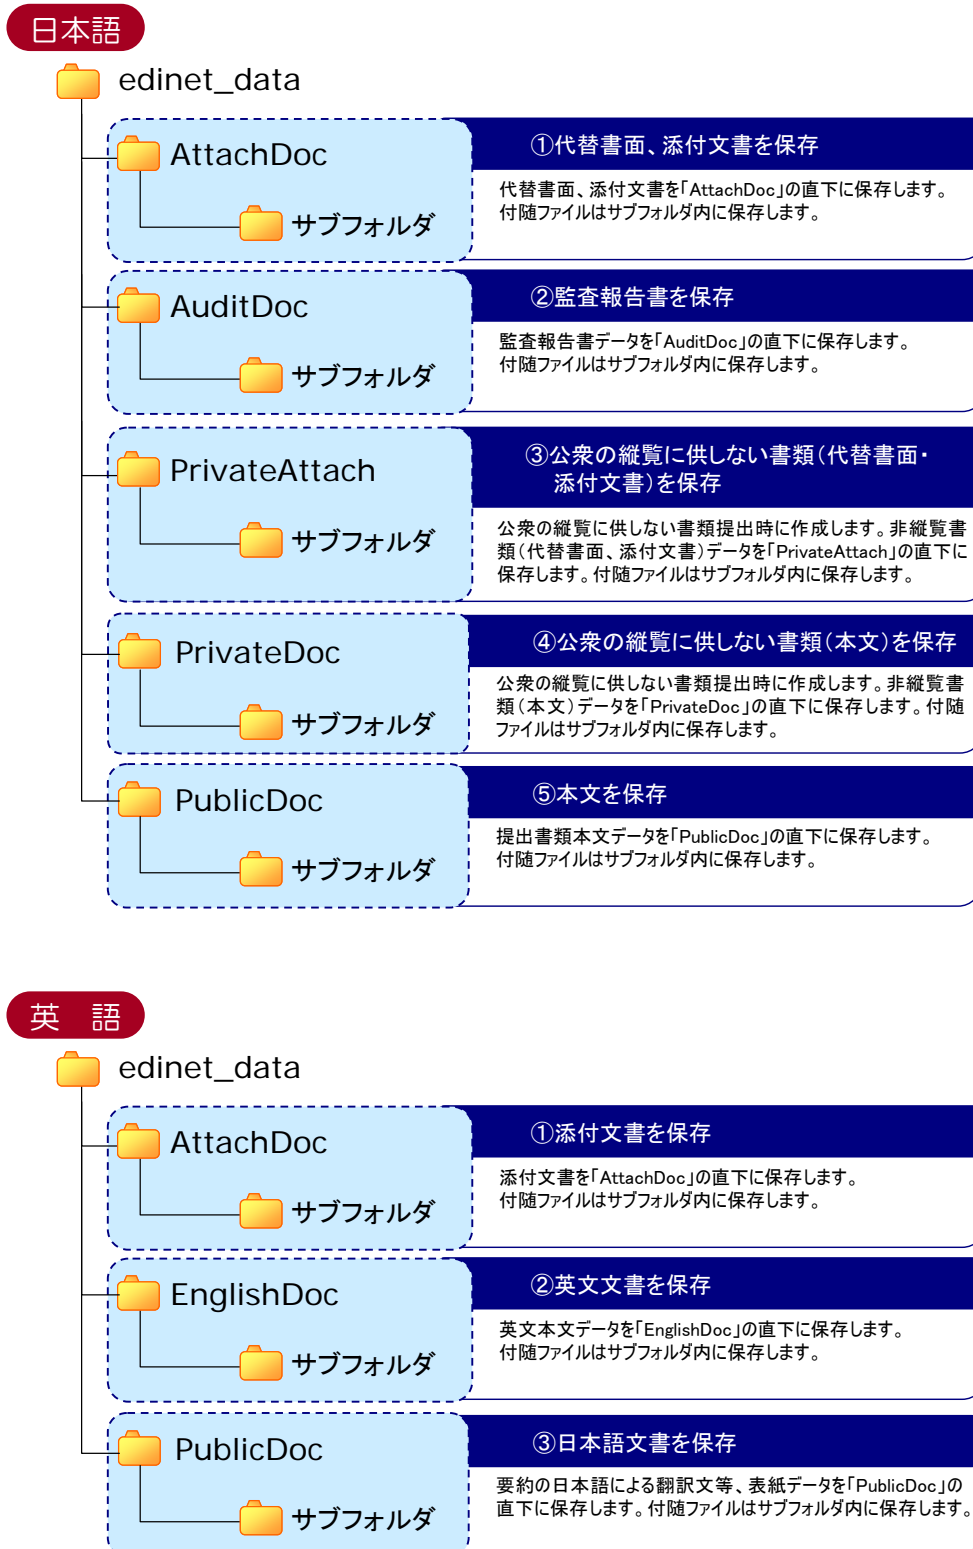 日本語
edinet_data
AttachDoc
サブフォルダ
①代替書面、添付文書を保存
代替書面、添付文書を「AttachDoc」の直下に保存します。
付随ファイルはサブフォルダ内に保存します。
AuditDoc
サブフォルダ
②監査報告書を保存
監査報告書データを「AuditDoc」の直下に保存します。
付随ファイルはサブフォルダ内に保存します。
PrivateAttach
サブフォルダ
③公衆の縦覧に供しない書類（代替書面・
添付文書）を保存
公衆の縦覧に供しない書類提出時に作成します。非縦覧書
類（代替書面、添付文書）データを「PrivateAttach」の直下に
保存します。付随ファイルはサブフォルダ内に保存します。
PrivateDoc
サブフォルダ
④公衆の縦覧に供しない書類（本文）を保存
公衆の縦覧に供しない書類提出時に作成します。非縦覧書
類（本文）データを「PrivateDoc」の直下に保存します。付随
ファイルはサブフォルダ内に保存します。
PublicDoc
サブフォルダ
⑤本文を保存
提出書類本文データを「PublicDoc」の直下に保存します。
付随ファイルはサブフォルダ内に保存します。
英　語
edinet_data
AttachDoc
サブフォルダ
①添付文書を保存
添付文書を「AttachDoc」の直下に保存します。
付随ファイルはサブフォルダ内に保存します。
EnglishDoc
サブフォルダ
②英文文書を保存
英文本文データを「EnglishDoc」の直下に保存します。
付随ファイルはサブフォルダ内に保存します。
PublicDoc
サブフォルダ
③日本語文書を保存
要約の日本語による翻訳文等、表紙データを「PublicDoc」の
直下に保存します。付随ファイルはサブフォルダ内に保存します。